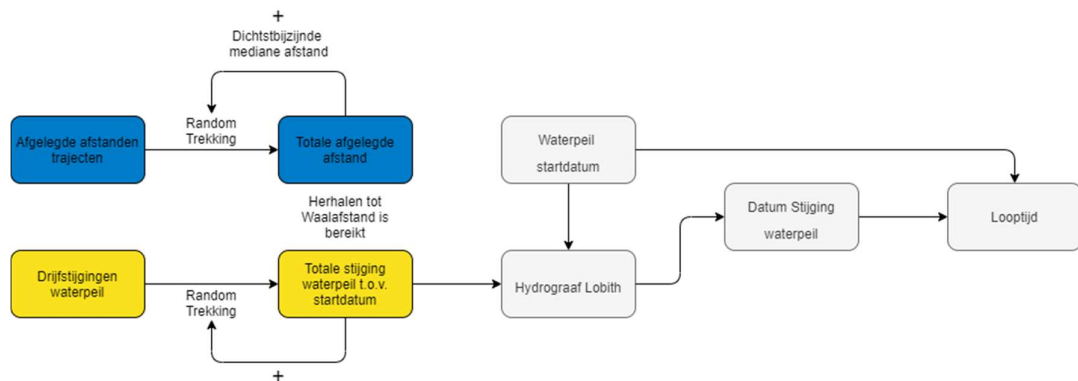 +
Dichtstbijzijnde
mediane afstand
Random
Trekking
Afgelegde afstanden
trajecten
Totale afgelegde
afstand
Waterpeil
startdatum
Herhalen tot
Waalafstand is
bereikt
Datum Stijging
waterpeil
Looptijd
Drijfstijgingen
waterpeil
Totale stijging
waterpeil t.o.v.
startdatum
Hydrograaf Lobith
Random
Trekking
+